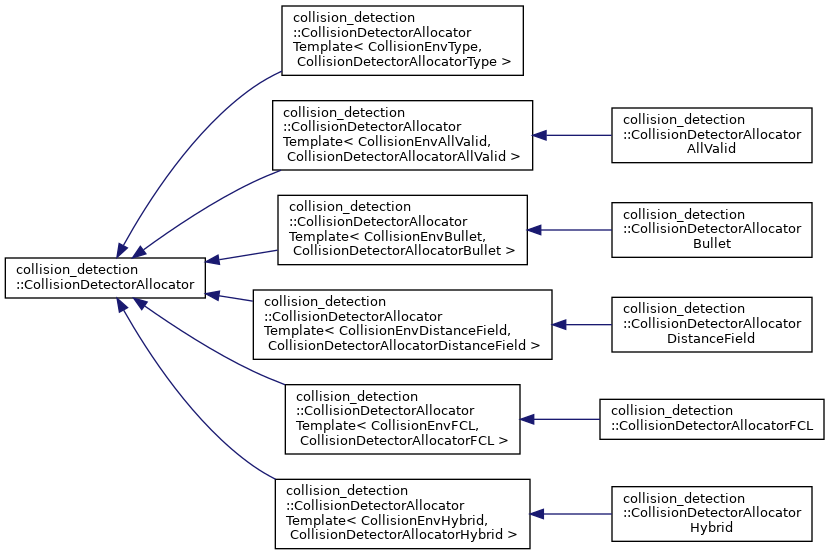 collision_detection
::CollisionDetectorAllocator
Template< CollisionEnvType,
CollisionDetectorAllocatorType >
collision_detection
::CollisionDetectorAllocator
Template< CollisionEnvAllValid,
CollisionDetectorAllocatorAllValid >
collision_detection
::CollisionDetectorAllocator
AllValid
collision_detection
::CollisionDetectorAllocator
Template< CollisionEnvBullet,
CollisionDetectorAllocatorBullet >
collision_detection
::CollisionDetectorAllocator
Bullet
collision_detection
::CollisionDetectorAllocator
collision_detection
::CollisionDetectorAllocator
Template< CollisionEnvDistanceField,
CollisionDetectorAllocatorDistanceField >
collision_detection
::CollisionDetectorAllocator
DistanceField
collision_detection
::CollisionDetectorAllocator
Template< CollisionEnvFCL,
CollisionDetectorAllocatorFCL >
collision_detection
::CollisionDetectorAllocatorFCL
collision_detection
::CollisionDetectorAllocator
Template< CollisionEnvHybrid,
CollisionDetectorAllocatorHybrid >
collision_detection
::CollisionDetectorAllocator
Hybrid